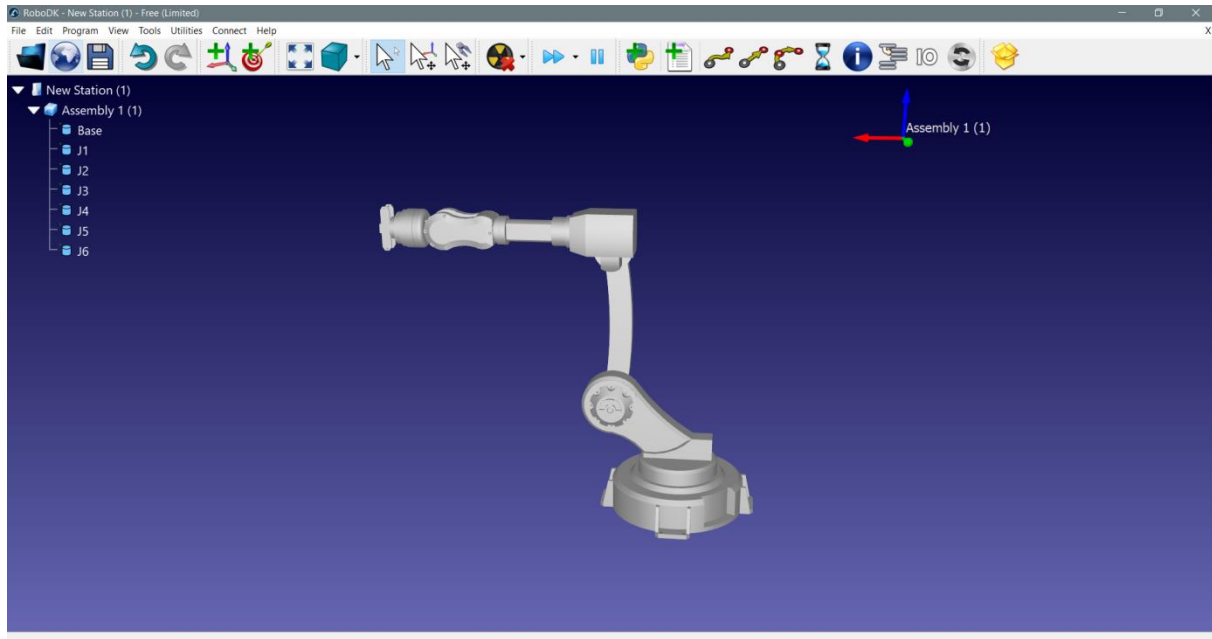 RoboDK - New Station (1) - Free (Limited)
File Edit Program View Tools Utilities Connect Help X
New Station (1)
Assembly 1 (1)
Base
J1
J2
J3
J4
J5
J6
Assembly 1 (1)
IO